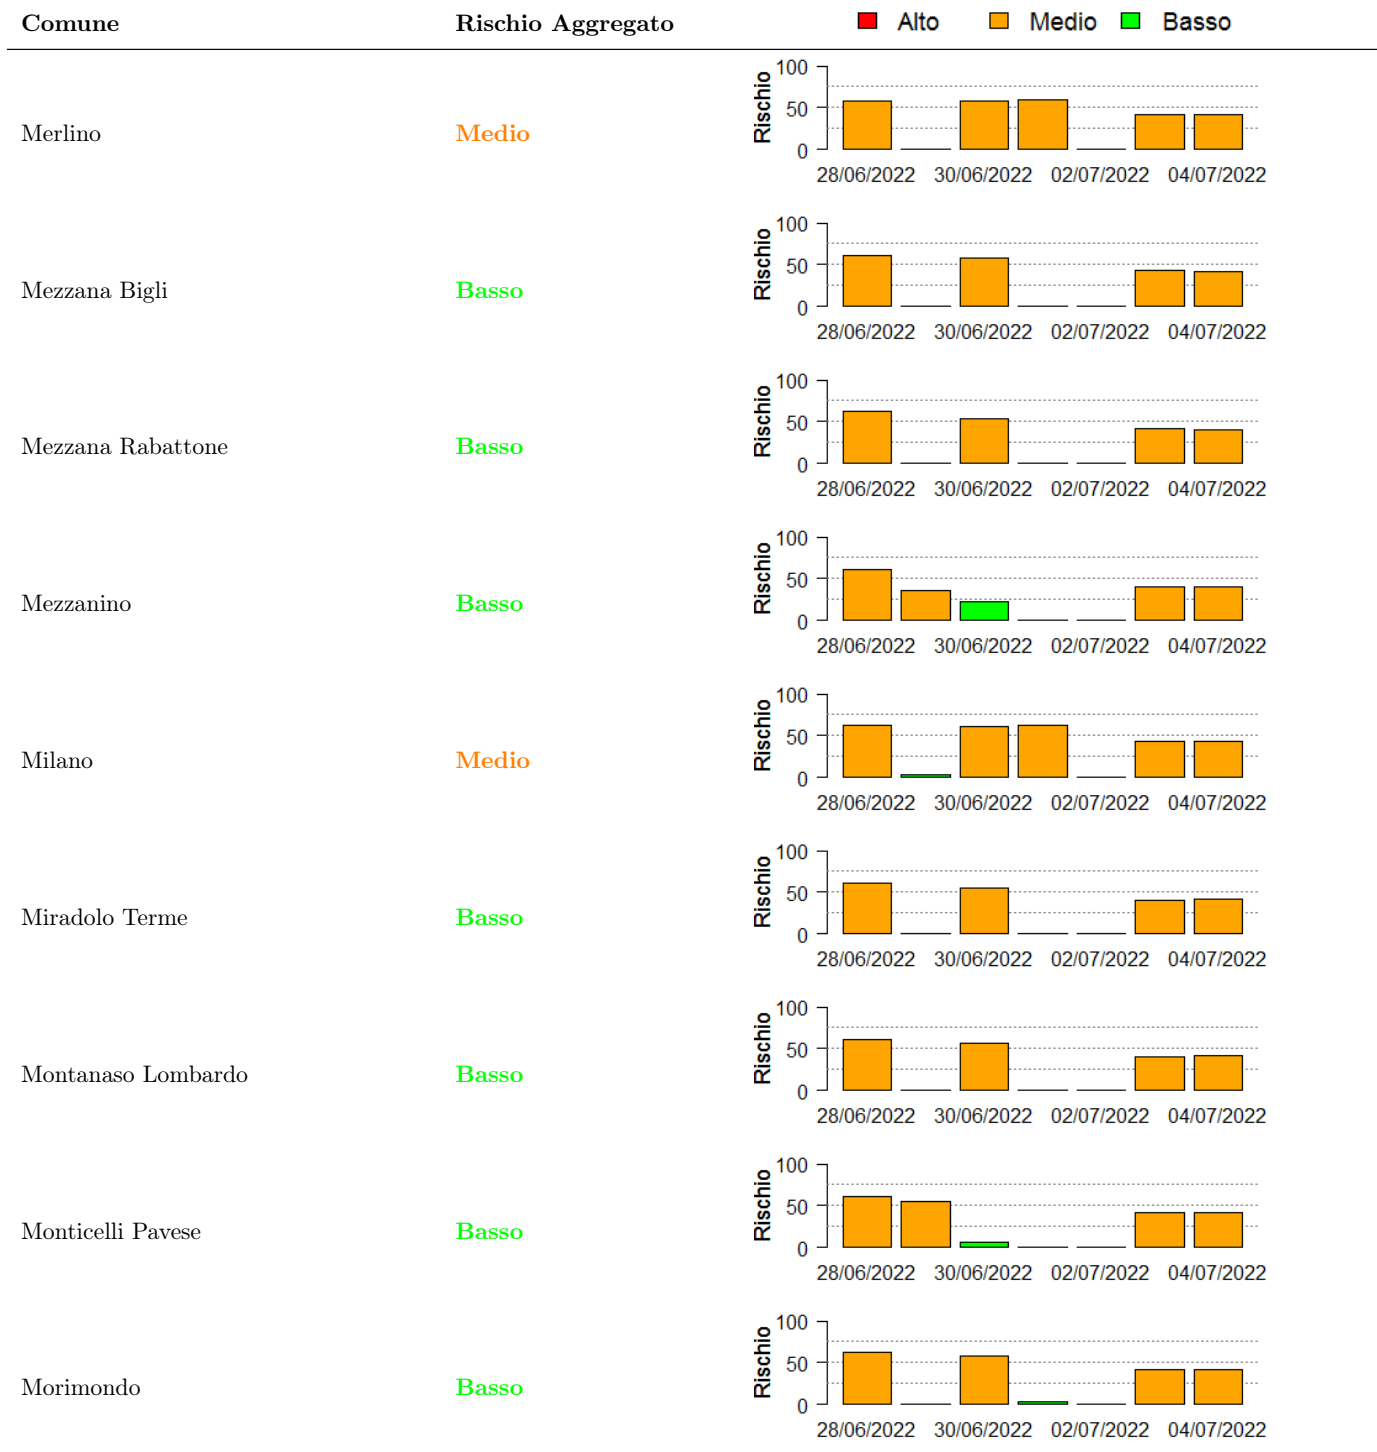 Comune Rischio Aggregato Alto Medio Basso
Merlino Medio Rischio 100 50 0
28/06/2022 30/06/2022 02/07/2022 04/07/2022
Mezzana Bigli Basso Rischio 100 50 0
28/06/2022 30/06/2022 02/07/2022 04/07/2022
Mezzana Rabattone Basso Rischio 100 50 0
28/06/2022 30/06/2022 02/07/2022 04/07/2022
Mezzanino Basso Rischio 100 50 0
28/06/2022 30/06/2022 02/07/2022 04/07/2022
Milano Medio Rischio 100 50 0
28/06/2022 30/06/2022 02/07/2022 04/07/2022
Miradolo Terme Basso Rischio 100 50 0
28/06/2022 30/06/2022 02/07/2022 04/07/2022
Montanaso Lombardo Basso Rischio 100 50 0
28/06/2022 30/06/2022 02/07/2022 04/07/2022
Monticelli Pavese Basso Rischio 100 50 0
28/06/2022 30/06/2022 02/07/2022 04/07/2022
Morimondo Basso Rischio 100 50 0
28/06/2022 30/06/2022 02/07/2022 04/07/2022